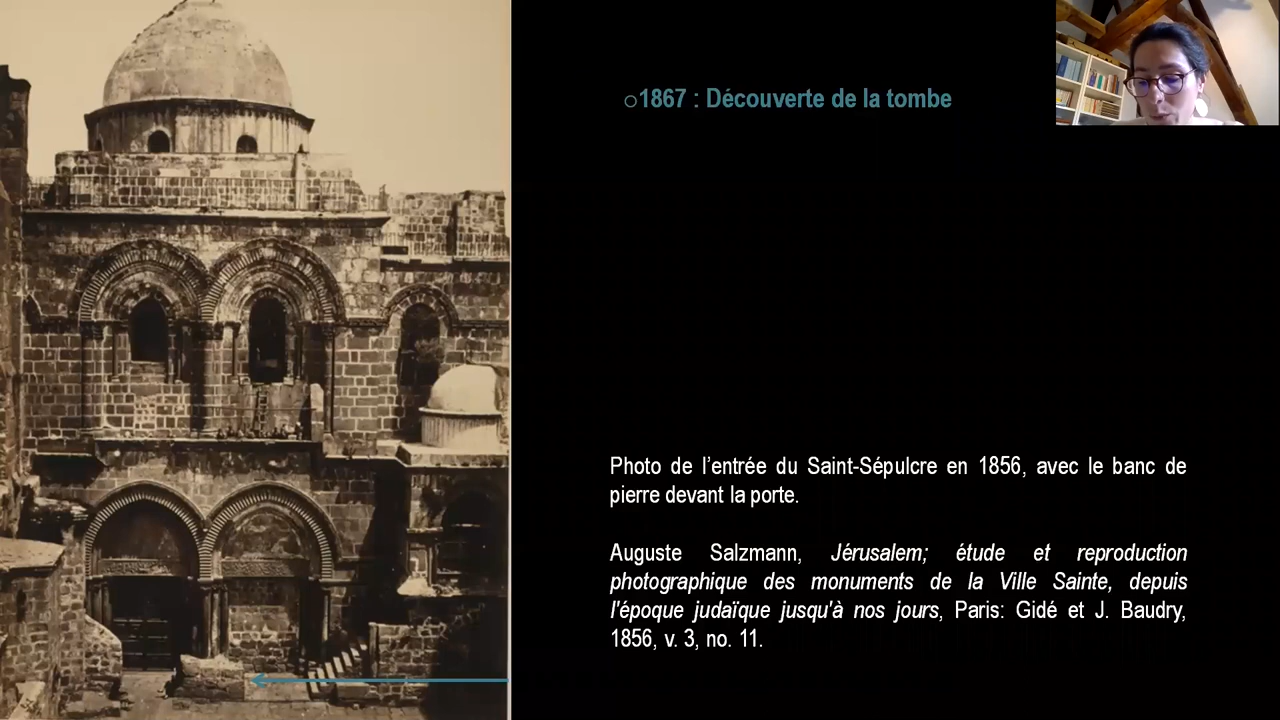 ○1867 : Découverte de la tombe
Photo de l’entrée du Saint-Sépulcre en 1856, avec le banc de
pierre devant la porte.
Auguste Salzmann, Jérusalem; étude et reproduction
photographique des monuments de la Ville Sainte, depuis
l'époque judaïque jusqu'à nos jours, Paris: Gidé et J. Baudry,
1856, v. 3, no. 11.